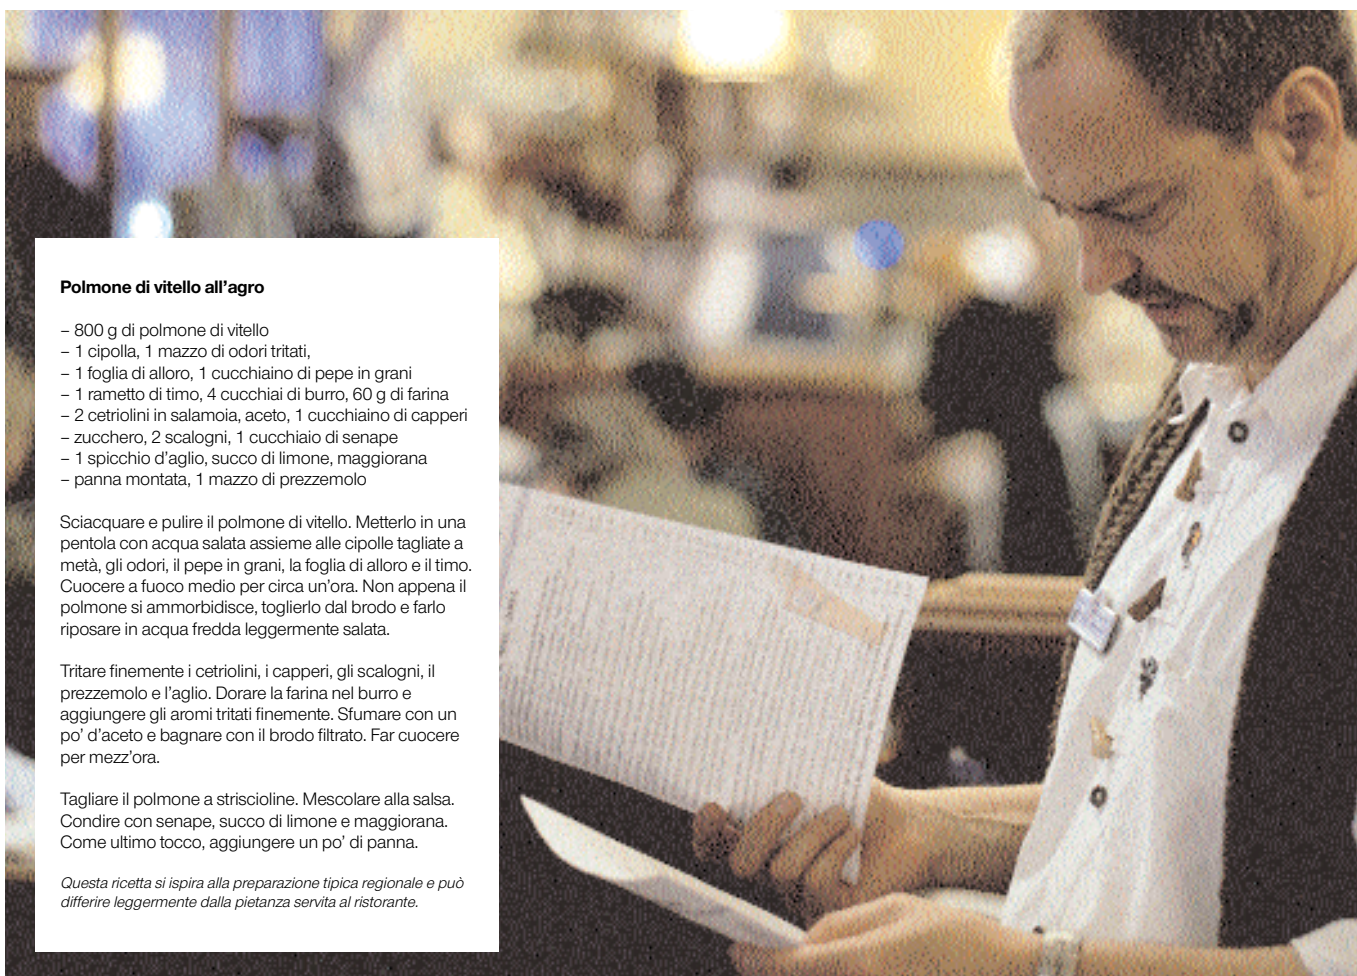 Polmone di vitello all’agro
– 800 g di polmone di vitello
– 1 cipolla, 1 mazzo di odori tritati,
– 1 foglia di alloro, 1 cucchiaino di pepe in grani
– 1 rametto di timo, 4 cucchiai di burro, 60 g di farina
– 2 cetriolini in salamoia, aceto, 1 cucchiaino di capperi
– zucchero, 2 scalogni, 1 cucchiaio di senape
– 1 spicchio d’aglio, succo di limone, maggiorana
– panna montata, 1 mazzo di prezzemolo
Sciacquare e pulire il polmone di vitello. Metterlo in una
pentola con acqua salata assieme alle cipolle tagliate a
metà, gli odori, il pepe in grani, la foglia di alloro e il timo.
Cuocere a fuoco medio per circa un’ora. Non appena il
polmone si ammorbidisce, toglierlo dal brodo e farlo
riposare in acqua fredda leggermente salata.
Tritare finemente i cetriolini, i capperi, gli scalogni, il
prezzemolo e l’aglio. Dorare la farina nel burro e
aggiungere gli aromi tritati finemente. Sfumare con un
po’ d’aceto e bagnare con il brodo filtrato. Far cuocere
per mezz’ora.
Tagliare il polmone a striscioline. Mescolare alla salsa.
Condire con senape, succo di limone e maggiorana.
Come ultimo tocco, aggiungere un po’ di panna.
Questa ricetta si ispira alla preparazione tipica regionale e può
differire leggermente dalla pietanza servita al ristorante.